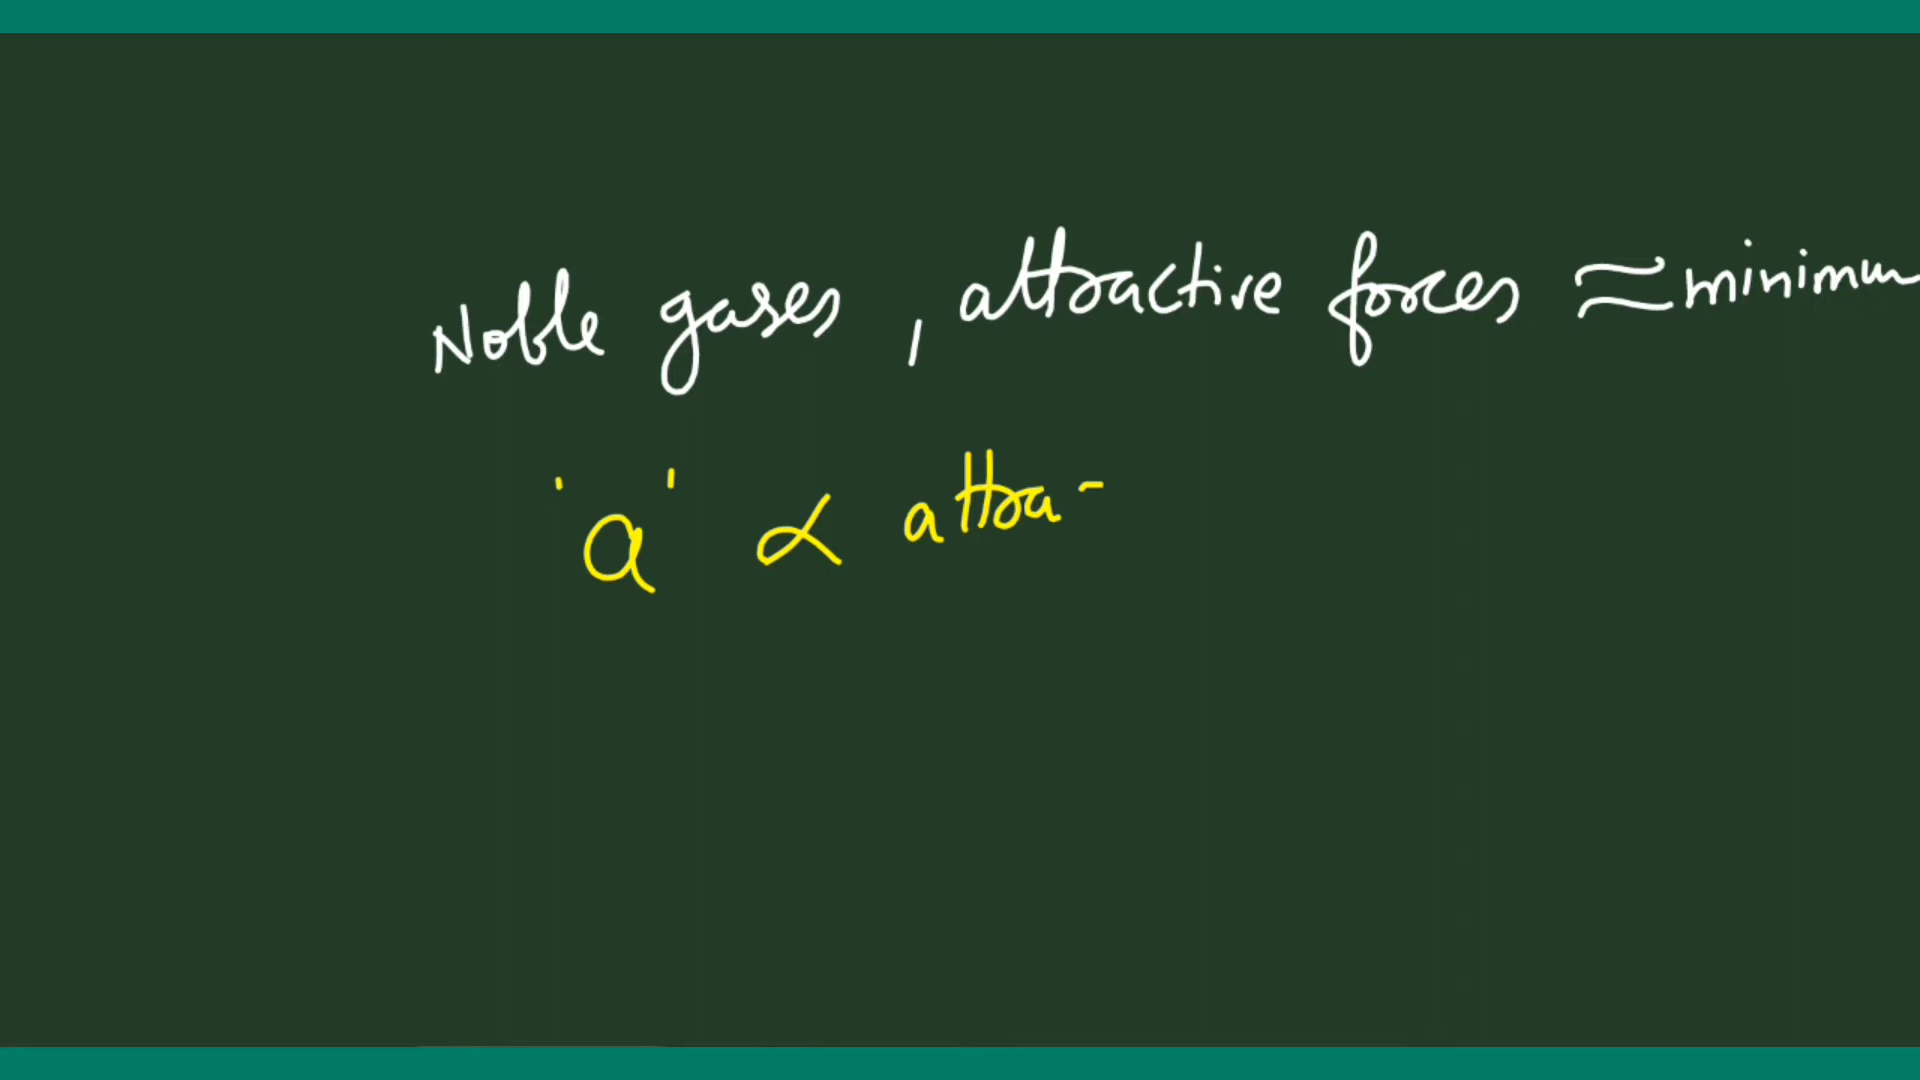 Noble gases , attractive forces ≈ minimum
'a' ∝ attra-